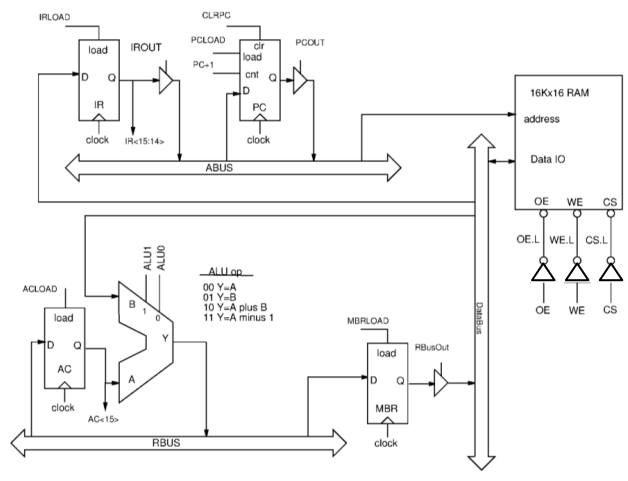 IRLOAD
CLRPC
load
IROUT
D Q
IR
clock
IR<15:14>
PCLOAD
PC+1
clr
load
cnt
D
Q
PC
clock
PCOUT
ABUS
16Kx16 RAM
address
Data IO
OE WE CS
OE.L WE.L CS.L
OE WE CS
ALU1
ALU0
ALU op
00 Y=A
01 Y=B
10 Y=A plus B
11 Y=A minus 1
B
1
0
Y
A
ACLOAD
load
D Q
AC
clock
AC<15>
RBUS
MBRLOAD
load
D Q
MBR
clock
RBusOut
DataBus